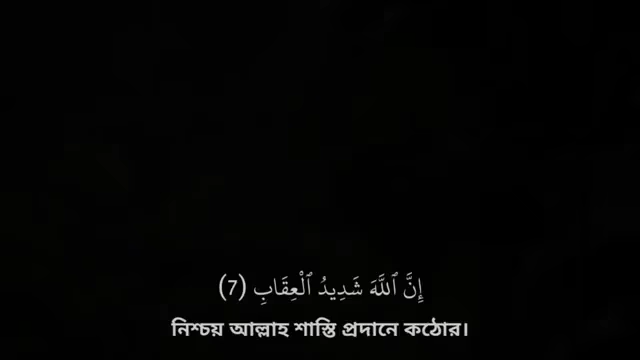 إِنَّ ٱللَّهَ شَدِيدُ ٱلْعِقَابِ (7)
নিশ্চয় আল্লাহ শাস্তি প্রদানে কঠোর।